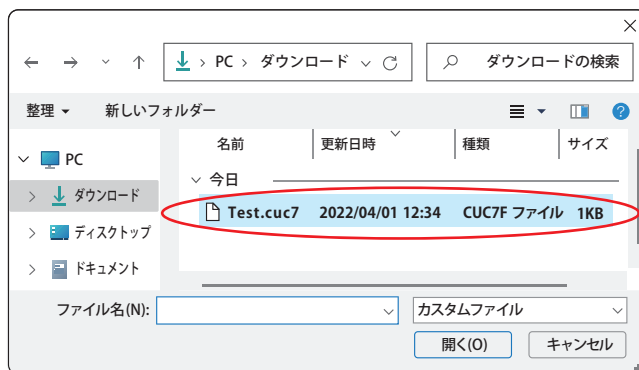 PC > ダウンロード
ダウンロードの検索
整理 新しいフォルダー
名前 更新日時 種類 サイズ
PC
今日
ダウンロード
Test.cuc7 2022/04/01 12:34 CUC7F ファイル 1KB
ディスクトップ
ドキュメント
ファイル名(N): カスタムファイル
開く(O) キャンセル